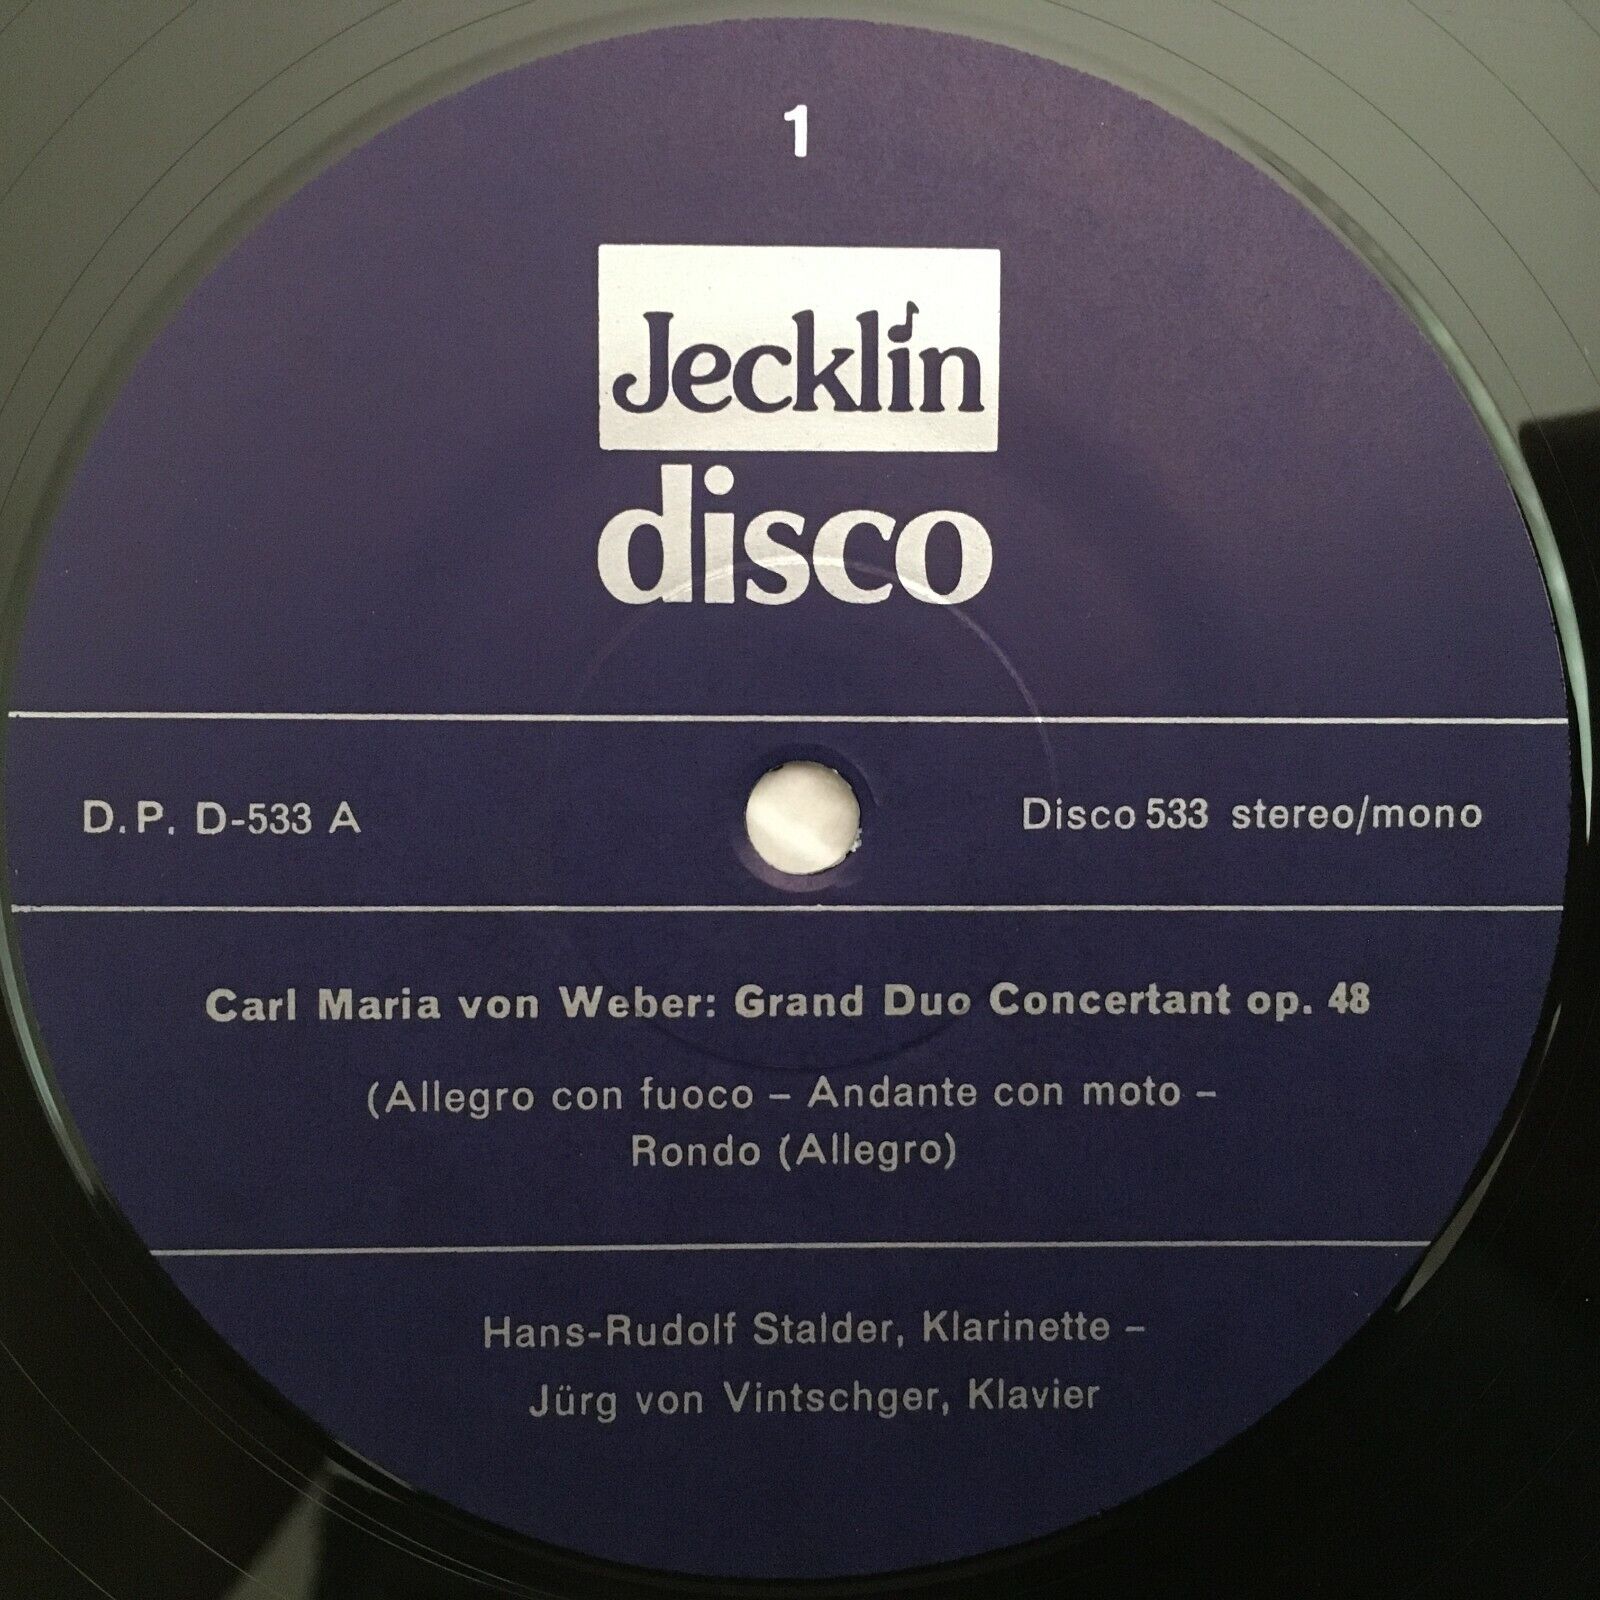 1
Jecklin
disco
D.P. D-533 A
Disco 533 stereo/mono
Carl Maria von Weber: Grand Duo Concertant op. 48
(Allegro con fuoco – Andante con moto –
Rondo (Allegro)
Hans-Rudolf Stalder, Klarinette –
Jürg von Vintschger, Klavier